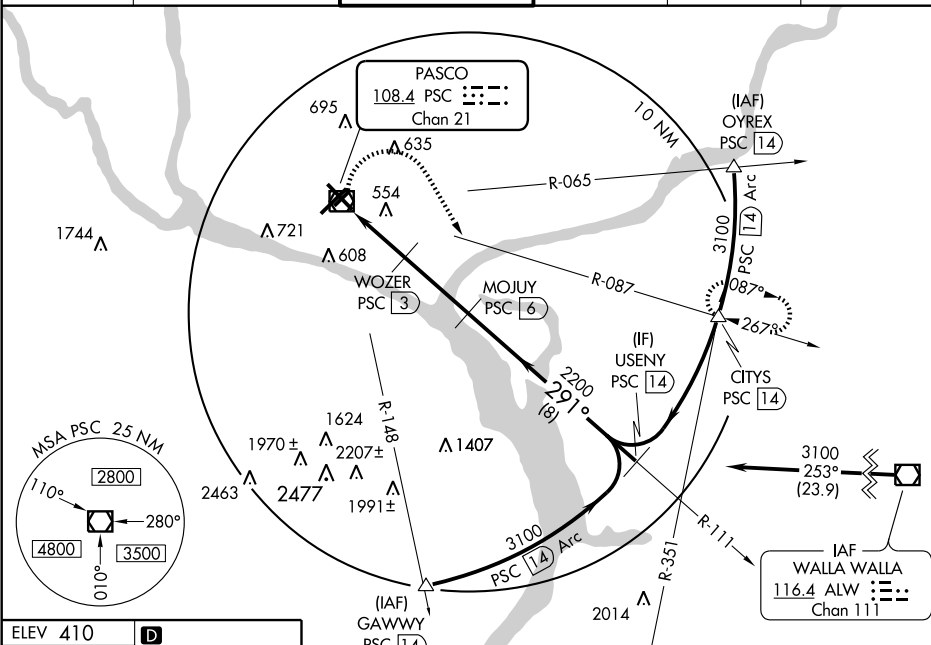 PASCO
108.4 PSC
Chan 21
695
635
554
721
608
1744
10 NM
(IAF)
OYREX
PSC 14
R-065
3100
PSC 14 Arc
R-087
087°
267°
WOZER
PSC 3
MOJUY
PSC 6
(IF)
USENY
PSC 14
CITYS
PSC 14
2200
291°
(8)
R-148
1624
1970 ±
2207±
1407
2463
2477
1991±
MSA PSC 25 NM
110°
2800
280°
4800
3500
010°
3100
253°
(23.9)
R-111
R-351
3100
PSC 14 Arc
IAF
WALLA WALLA
116.4 ALW
Chan 111
2014
(IAF)
GAWWY
PSC 14
ELEV 410
D